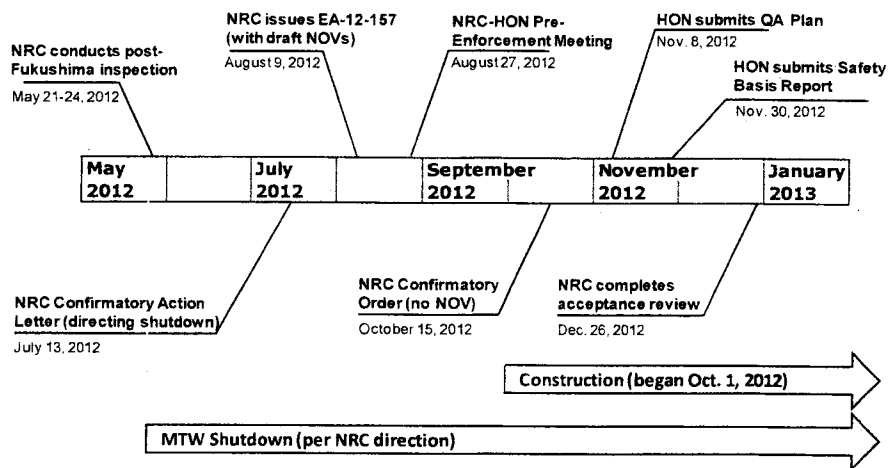 NRC conducts post-
Fukushima inspection
May 21-24, 2012
NRC issues EA-12-157
(with draft NOVs)
August 9, 2012
NRC-HON Pre-
Enforcement Meeting
August 27, 2012
HON submits QA Plan
Nov. 8, 2012
HON submits Safety
Basis Report
Nov. 30, 2012
May
2012
July
2012
September
2012
November
2012
January
2013
NRC Confirmatory Action
Letter (directing shutdown)
July 13, 2012
NRC Confirmatory
Order (no NOV)
October 15, 2012
NRC completes
acceptance review
Dec. 26, 2012
Construction (began Oct. 1, 2012)
MTW Shutdown (per NRC direction)